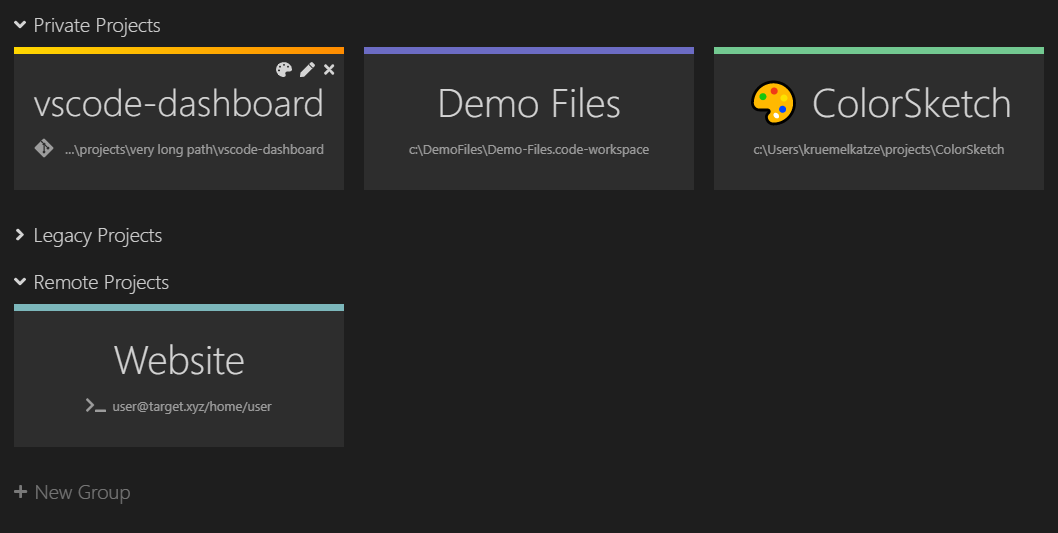 Private Projects
vscode-dashboard
...\projects\very long path\vscode-dashboard
Demo Files
c:\DemoFiles\Demo-Files.code-workspace
ColorSketch
c:\Users\kruemelkatze\projects\ColorSketch
Legacy Projects
Remote Projects
Website
user@target.xyz/home/user
New Group